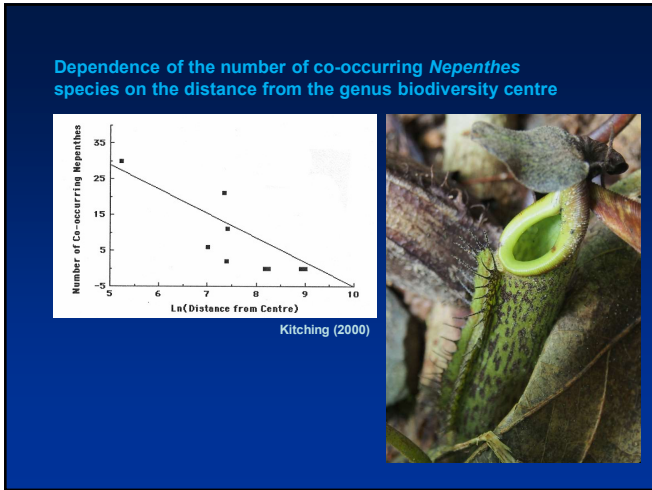 Dependence of the number of co-occurring Nepenthes
species on the distance from the genus biodiversity centre
Number of Co-occurring Nepenthes
35
25
15
5
-5
5 6 7 8 9 10
Ln(Distance from Centre)
Kitching (2000)